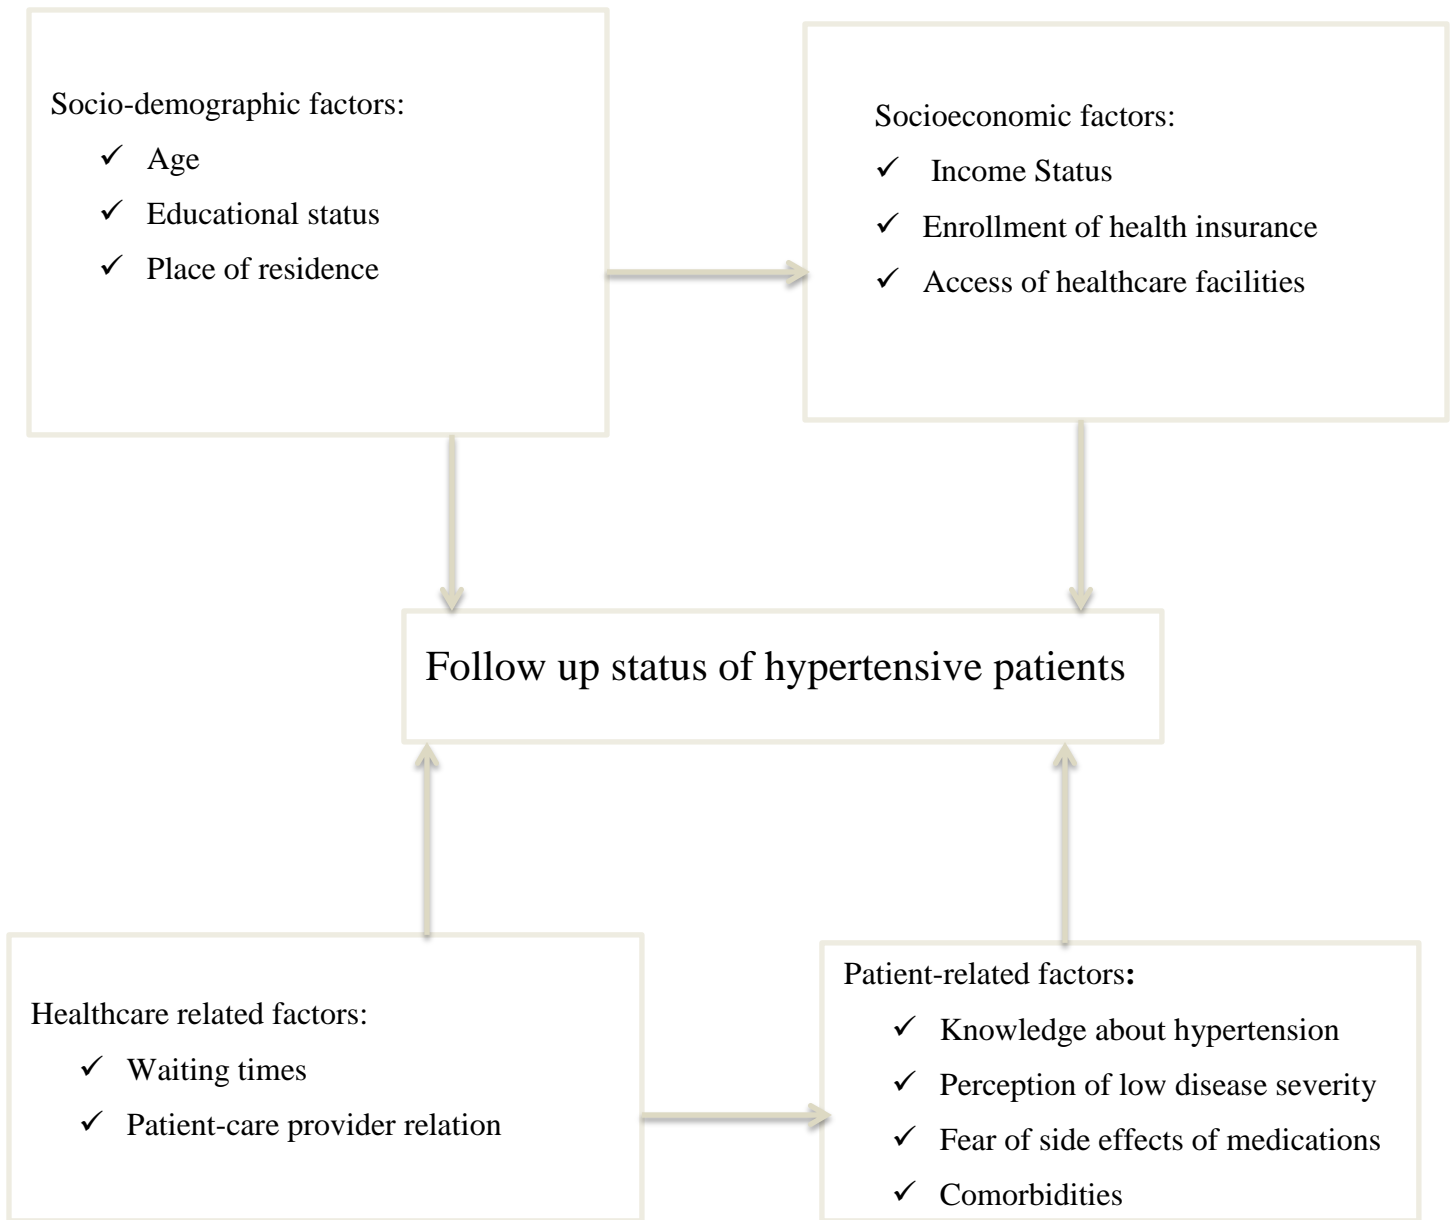 Socio-demographic factors:
✓ Age
✓ Educational status
✓ Place of residence
Socioeconomic factors:
✓ Income Status
✓ Enrollment of health insurance
✓ Access of healthcare facilities
Follow up status of hypertensive patients
Healthcare related factors:
✓ Waiting times
✓ Patient-care provider relation
Patient-related factors:
✓ Knowledge about hypertension
✓ Perception of low disease severity
✓ Fear of side effects of medications
✓ Comorbidities